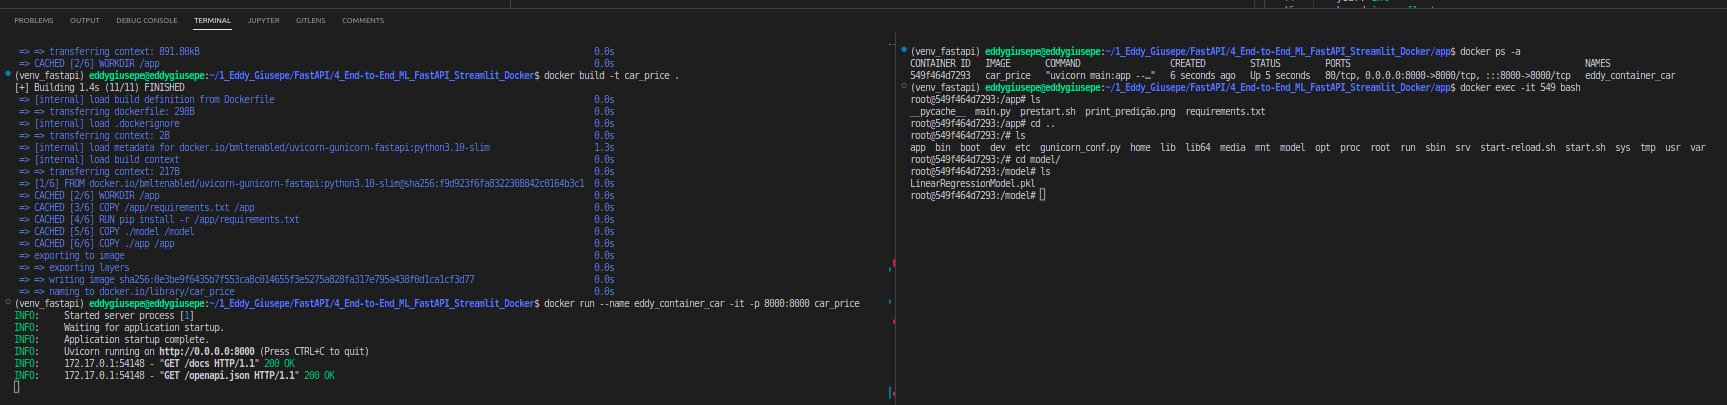 PROBLEMS OUTPUT DEBUG CONSOLE TERMINAL JUPYTER GITLENS COMMENTS
=> => transferring context: 891.80kB 0.0s
=> CACHED [2/6] WORKDIR /app 0.0s
(venv_fastapi) eddygiusepe@eddygiusepe:~/1_Eddy_Giusepe/FastAPI/4_End-to-End_ML_FastAPI_Streamlit_Docker$ docker build -t car_price .
[+] Building 1.4s (11/11) FINISHED
=> [internal] load build definition from Dockerfile 0.0s
=> => transferring dockerfile: 298B 0.0s
=> [internal] load .dockerignore 0.0s
=> => transferring context: 2B 0.0s
=> [internal] load metadata for docker.io/bmltenabled/uvicorn-gunicorn-fastapi:python3.10-slim 1.3s
=> [internal] load build context 0.0s
=> => transferring context: 217B 0.0s
=> [1/6] FROM docker.io/bmltenabled/uvicorn-gunicorn-fastapi:python3.10-slim@sha256:f9d923f6fa8322308842c0164b3c1 0.0s
=> CACHED [2/6] WORKDIR /app 0.0s
=> CACHED [3/6] COPY /app/requirements.txt /app 0.0s
=> CACHED [4/6] RUN pip install -r /app/requirements.txt 0.0s
=> CACHED [5/6] COPY ./model /model 0.0s
=> CACHED [6/6] COPY ./app /app 0.0s
=> exporting to image 0.0s
=> => exporting layers 0.0s
=> => writing image sha256:0e3be9f6435b7f553ca8c014655f3e5275a828fa317e795a438f0d1ca1cf3d77 0.0s
=> => naming to docker.io/library/car_price 0.0s
(venv_fastapi) eddygiusepe@eddygiusepe:~/1_Eddy_Giusepe/FastAPI/4_End-to-End_ML_FastAPI_Streamlit_Docker$ docker run --name eddy_container_car -it -p 8000:8000 car_price
INFO: Started server process [1]
INFO: Waiting for application startup.
INFO: Application startup complete.
INFO: Uvicorn running on http://0.0.0.0:8000 (Press CTRL+C to quit)
INFO: 172.17.0.1:54148 - "GET /docs HTTP/1.1" 200 OK
INFO: 172.17.0.1:54148 - "GET /openapi.json HTTP/1.1" 200 OK
(venv_fastapi) eddygiusepe@eddygiusepe:~/1_Eddy_Giusepe/FastAPI/4_End-to-End_ML_FastAPI_Streamlit_Docker/app$ docker ps -a
CONTAINER ID IMAGE COMMAND CREATED STATUS PORTS NAMES
549f464d7293 car_price "uvicorn main:app --…" 6 seconds ago Up 5 seconds 80/tcp, 0.0.0.0:8000->8000/tcp, :::8000->8000/tcp eddy_container_car
(venv_fastapi) eddygiusepe@eddygiusepe:~/1_Eddy_Giusepe/FastAPI/4_End-to-End_ML_FastAPI_Streamlit_Docker/app$ docker exec -it 549 bash
root@549f464d7293:/app# ls
__pycache__ main.py prestart.sh print_predição.png requirements.txt
root@549f464d7293:/app# cd ..
root@549f464d7293:/# ls
app bin boot dev etc gunicorn_conf.py home lib lib64 media mnt model opt proc root run sbin srv start-reload.sh start.sh sys tmp usr var
root@549f464d7293:/# cd model/
root@549f464d7293:/model# ls
LinearRegressionModel.pkl
root@549f464d7293:/model#